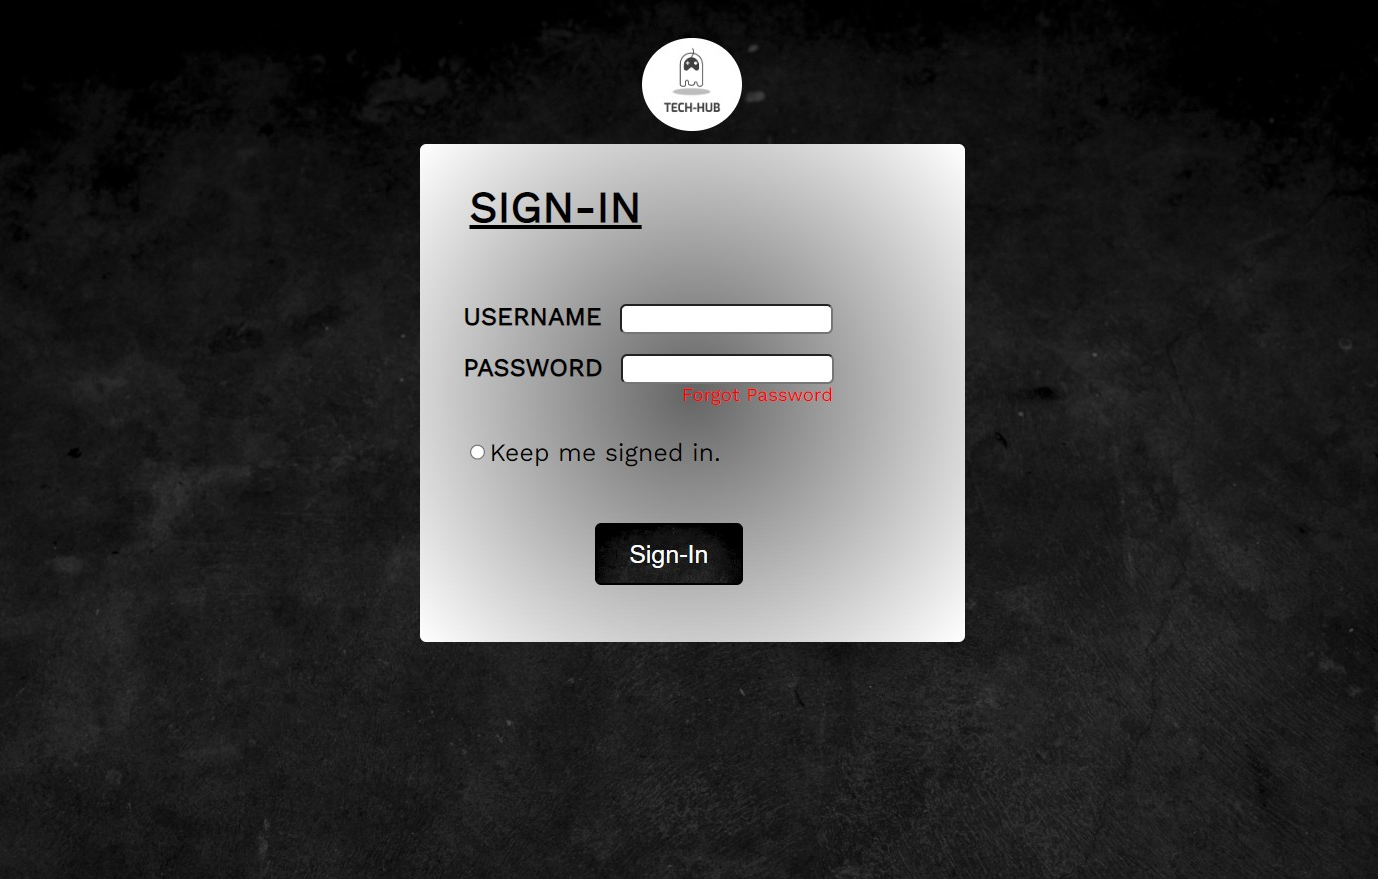 TECH-HUB
SIGN-IN
USERNAME
PASSWORD
Forgot Password
Keep me signed in.
Sign-In